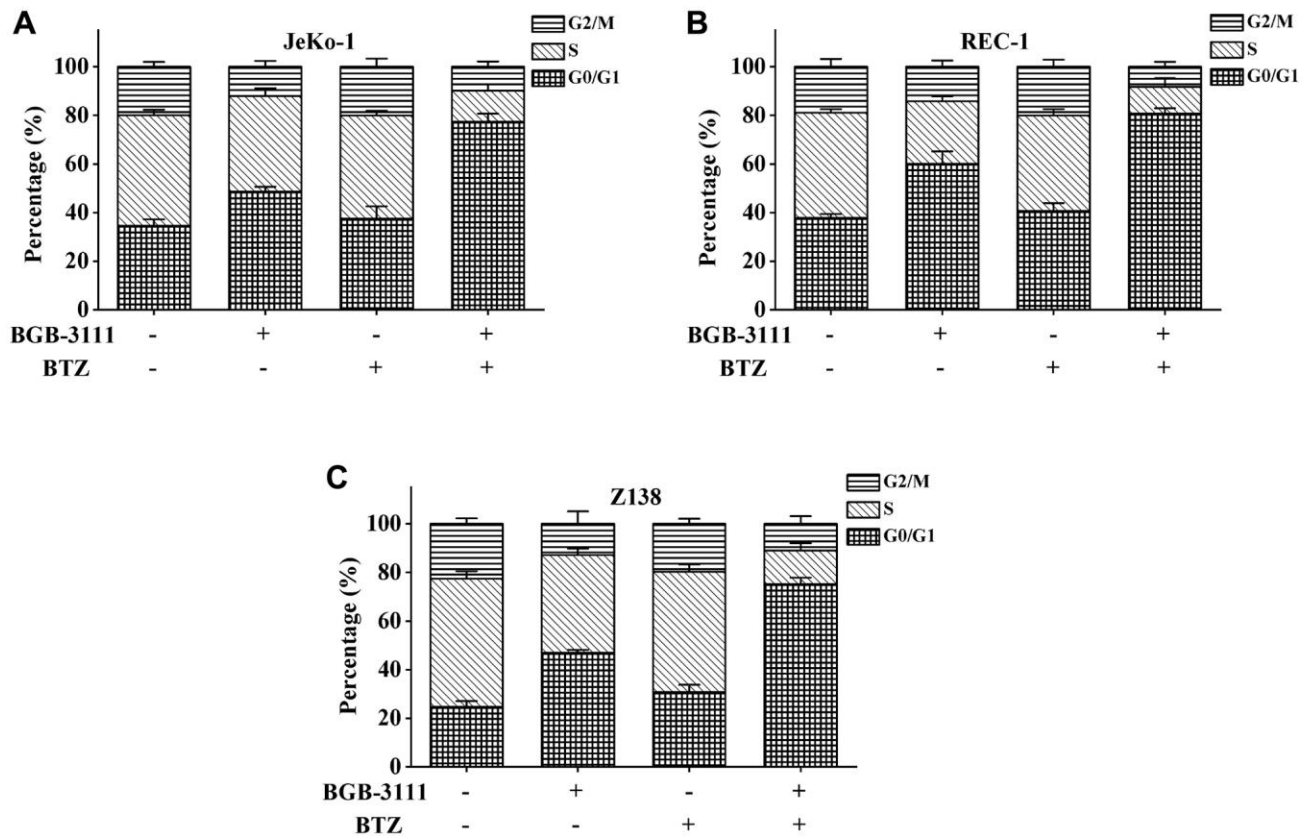 A
JeKo-1
G2/M
S
G0/G1
Percentage (%)
100
80
60
40
20
0
BGB-3111 - + - +
BTZ - - + +
B
REC-1
G2/M
S
G0/G1
Percentage (%)
100
80
60
40
20
0
BGB-3111 - + - +
BTZ - - + +
C
Z138
G2/M
S
G0/G1
Percentage (%)
100
80
60
40
20
0
BGB-3111 - + - +
BTZ - - + +